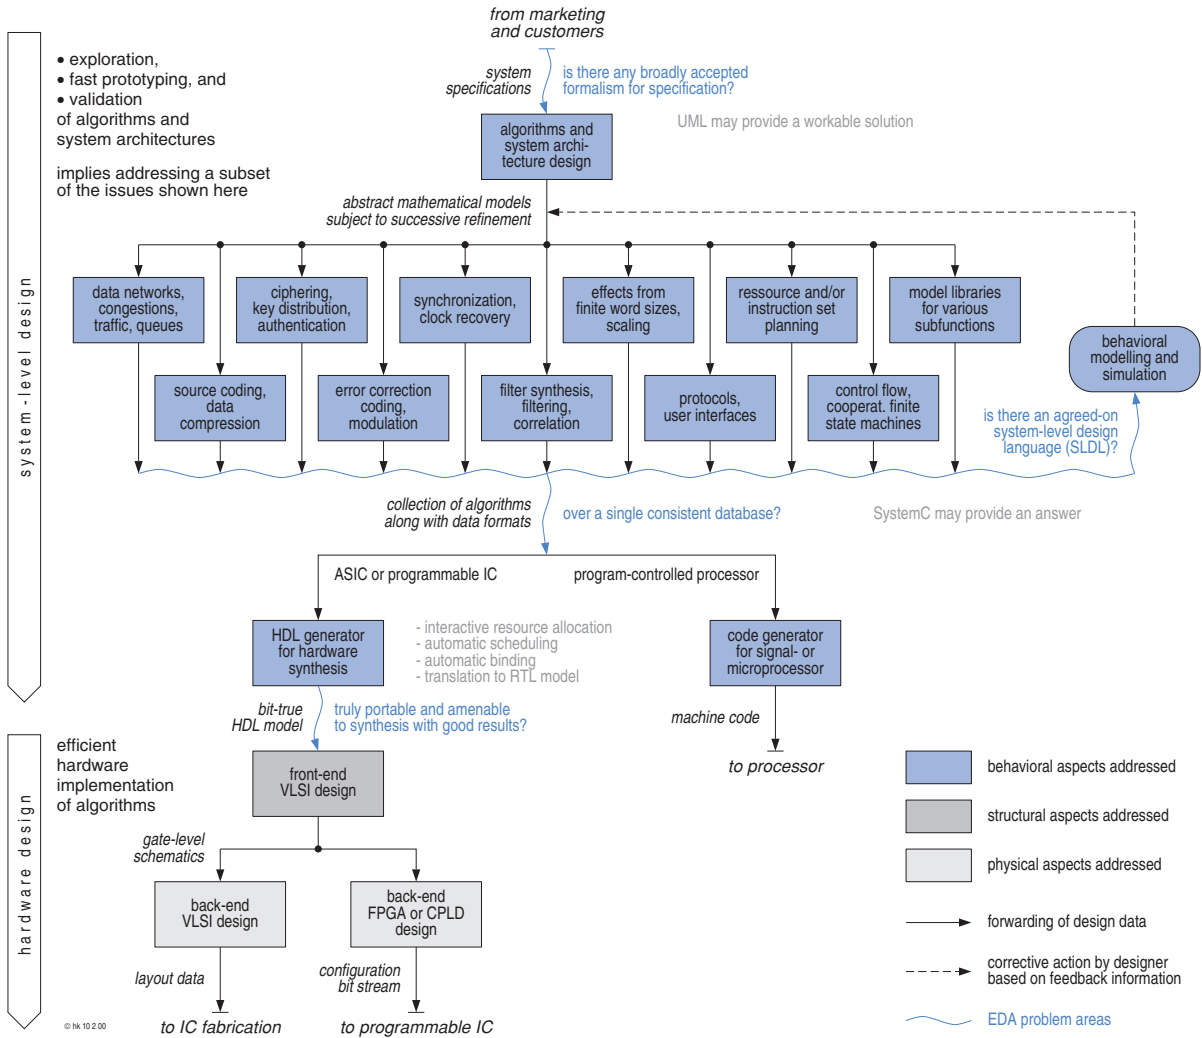 from marketing
and customers
• exploration,
• fast prototyping, and
• validation
of algorithms and
system architectures
implies addressing a subset
of the issues shown here
system
specifications
is there any broadly accepted
formalism for specification?
UML may provide a workable solution
algorithms and
system archi-
tecture design
abstract mathematical models
subject to successive refinement
system-level design
data networks,
congestions,
traffic, queues
ciphering,
key distribution,
authentication
synchronization,
clock recovery
effects from
finite word sizes,
scaling
ressource and/or
instruction set
planning
model libraries
for various
subfunctions
behavioral
modelling and
simulation
source coding,
data
compression
error correction
coding,
modulation
filter synthesis,
filtering,
correlation
protocols,
user interfaces
control flow,
cooperat. finite
state machines
is there an agreed-on
system-level design
language (SLDL)?
collection of algorithms
along with data formats
over a single consistent database?
SystemC may provide an answer
ASIC or programmable IC
program-controlled processor
HDL generator
for hardware
synthesis
- interactive resource allocation
- automatic scheduling
- automatic binding
- translation to RTL model
code generator
for signal- or
microprocessor
bit-true
HDL model
truly portable and amenable
to synthesis with good results?
machine code
to processor
hardware design
efficient
hardware
implementation
of algorithms
front-end
VLSI design
gate-level
schematics
back-end
VLSI design
back-end
FPGA or CPLD
design
layout data
configuration
bit stream
to IC fabrication
to programmable IC
behavioral aspects addressed
structural aspects addressed
physical aspects addressed
forwarding of design data
corrective action by designer
based on feedback information
EDA problem areas
© hk 10 2 00